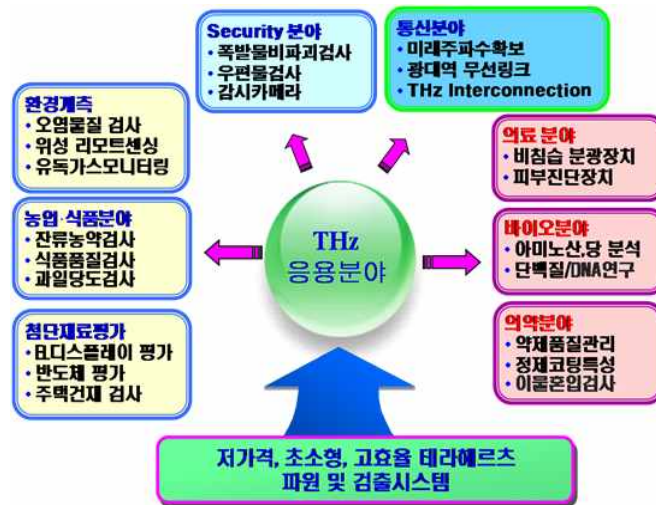 Security 분야
• 폭발물비파괴검사
• 우편물검사
• 감시카메라
통신분야
• 미래주파수확보
• 광대역 무선링크
• THz Interconnection
환경계측
• 오염물질 검사
• 위성 리모트센싱
• 유독가스모니터링
농업·식품분야
• 잔류농약검사
• 식품품질검사
• 과일당도검사
첨단재료평가
• EL디스플레이 평가
• 반도체 평가
• 주택건재 검사
THz
응용분야
의료 분야
• 비침습 분광장치
• 피부진단장치
바이오분야
• 아미노산,당 분석
• 단백질/DNA연구
의약분야
• 약제품질관리
• 정제코팅특성
• 이물혼입검사
저가격, 초소형, 고효율 테라헤르츠
파원 및 검출시스템